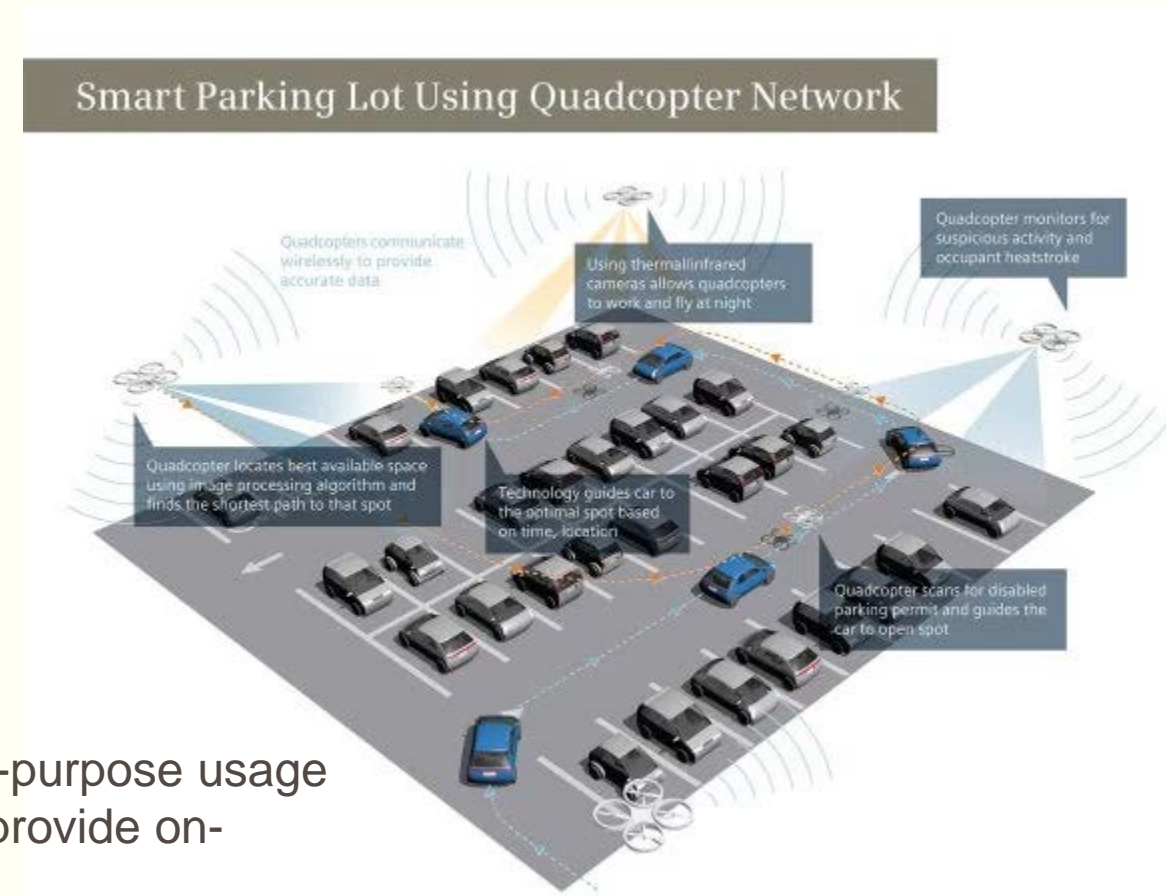 Smart Parking Lot Using Quadcopter Network
Quadcopters communicate
wirelessly to provide
accurate data
Using thermallinfrared
cameras allows quadcopters
to work and fly at night
Quadcopter monitors for
suspicious activity and
occupant heatstroke
Quadcopter locates best available space
using image processing algorithm and
finds the shortest path to that spot
Technology guides car to
the optimal spot based
on time, location
Quadcopter scans for disabled
parking permit and guides the
car to open spot
-purpose usage
provide on-